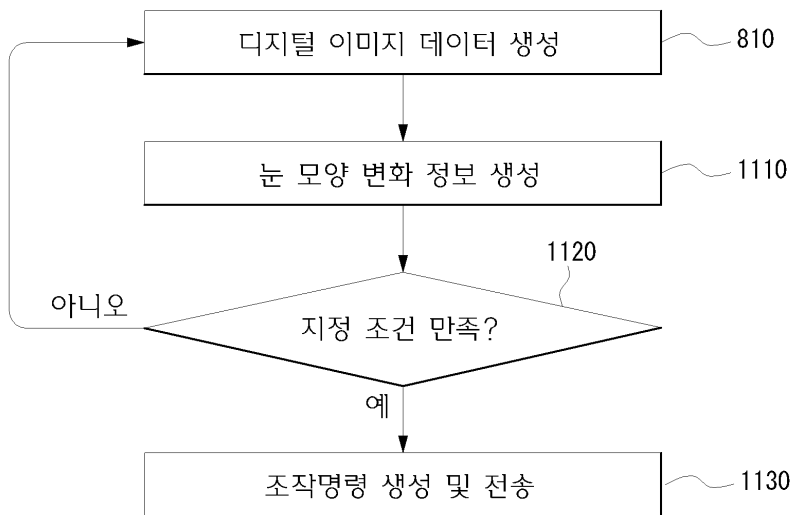 디지털 이미지 데이터 생성
810
눈 모양 변화 정보 생성
1110
1120
아니오
지정 조건 만족?
예
조작명령 생성 및 전송
1130